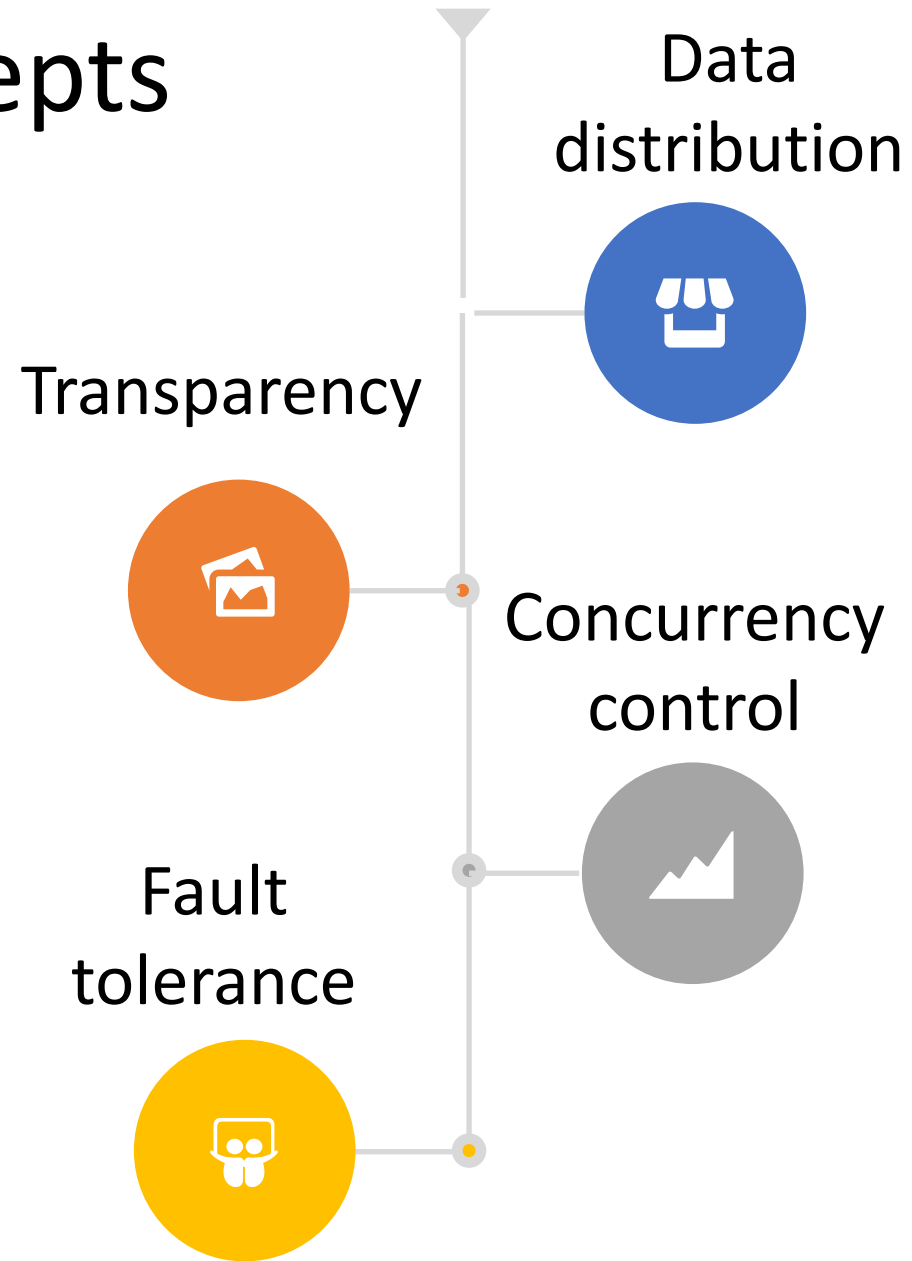 epts
Data
distribution
Transparency
Concurrency
control
Fault
tolerance